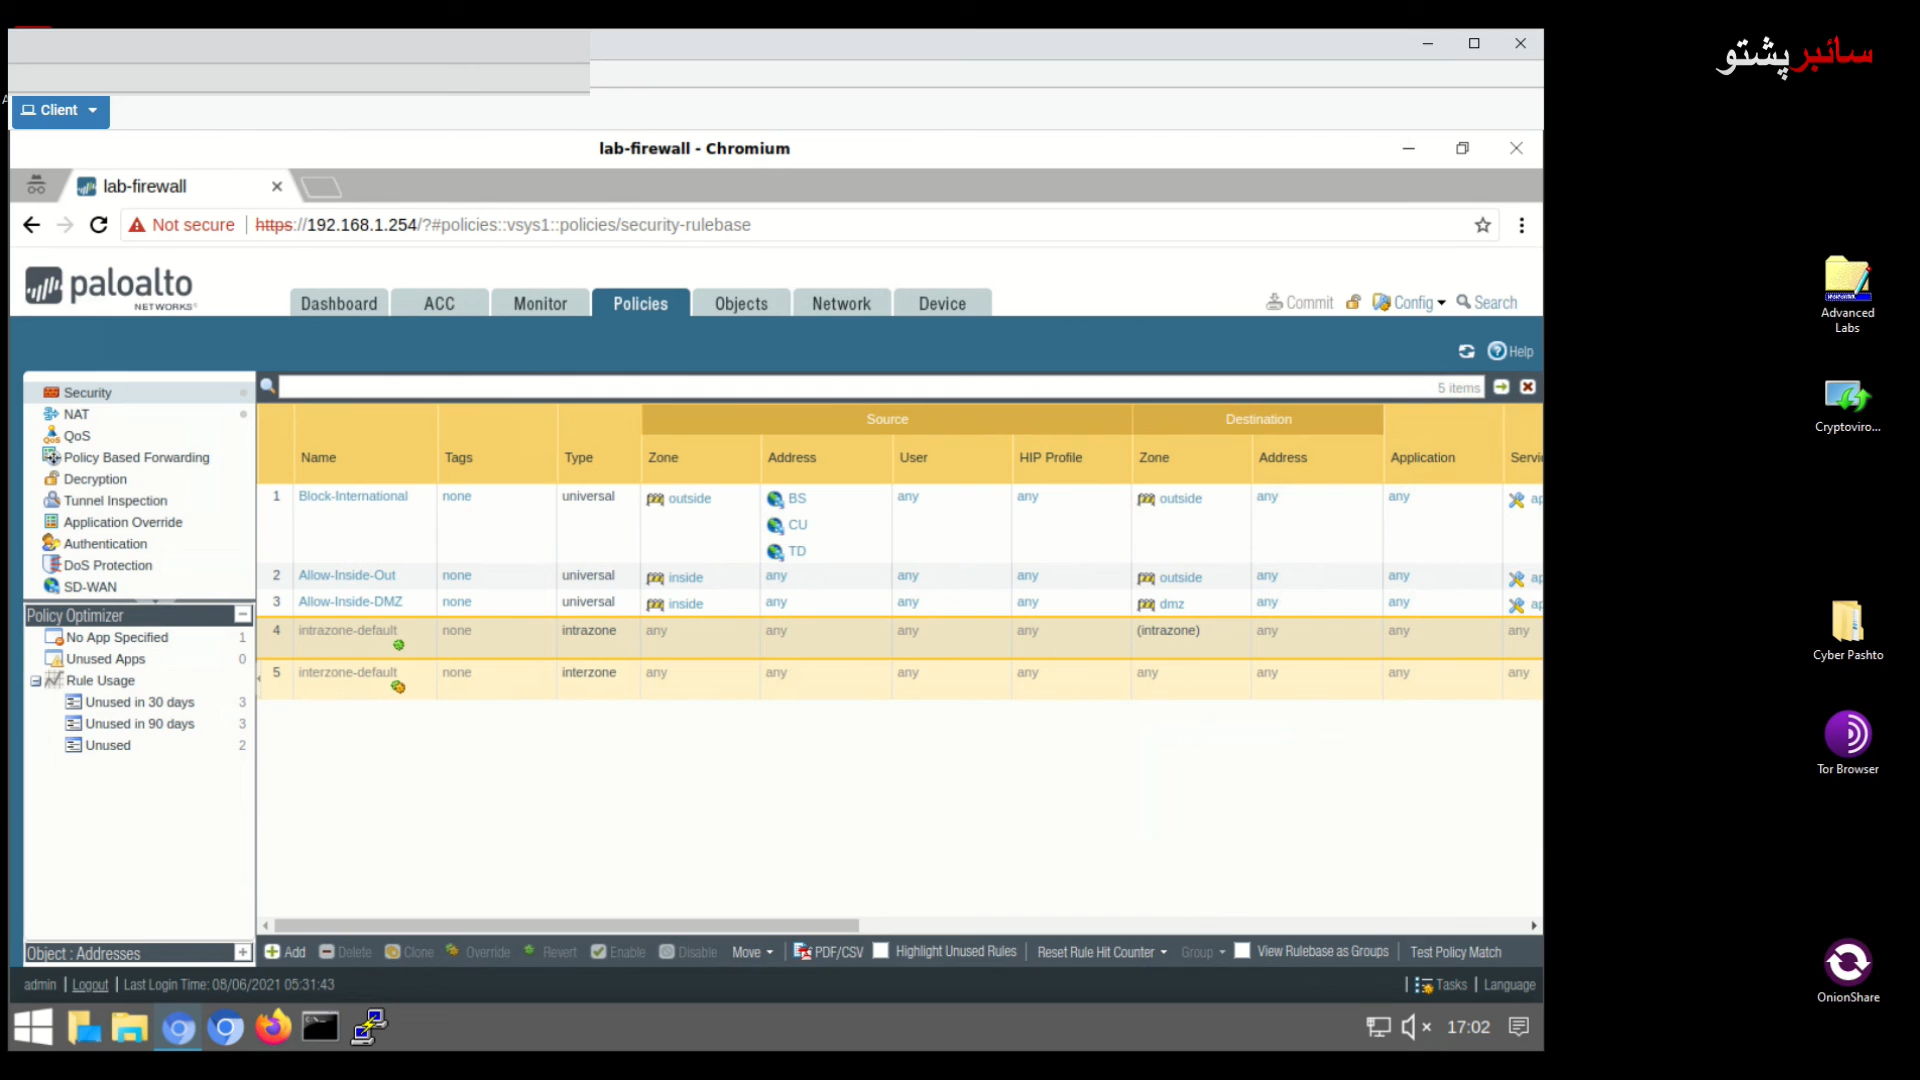 سائبر پشتو
Client
lab-firewall - Chromium
lab-firewall
Not secure https://192.168.1.254/?#policies::vsys1::policies/security-rulebase
paloalto
NETWORKS
Dashboard ACC Monitor Policies Objects Network Device
Commit Config Search
Help
5 items
Security
NAT
QoS
Policy Based Forwarding
Decryption
Tunnel Inspection
Application Override
Authentication
DoS Protection
SD-WAN
Policy Optimizer
No App Specified 1
Unused Apps 0
Rule Usage
Unused in 30 days 3
Unused in 90 days 3
Unused 2
Object : Addresses
Source Destination
Name Tags Type Zone Address User HIP Profile Zone Address Application Servi
1 Block-International none universal outside BS any any outside any any ap
CU
TD
2 Allow-Inside-Out none universal inside any any any outside any any ap
3 Allow-Inside-DMZ none universal inside any any any dmz any any ap
4 intrazone-default none intrazone any any any any (intrazone) any any any
5 interzone-default none interzone any any any any any any any any
Add Delete Clone Override Revert Enable Disable Move PDF/CSV Highlight Unused Rules Reset Rule Hit Counter Group View Rulebase as Groups Test Policy Match
admin | Logout | Last Login Time: 08/06/2021 05:31:43
Tasks | Language
17:02
Advanced
Labs
Cryptoviro...
Cyber Pashto
Tor Browser
OnionShare